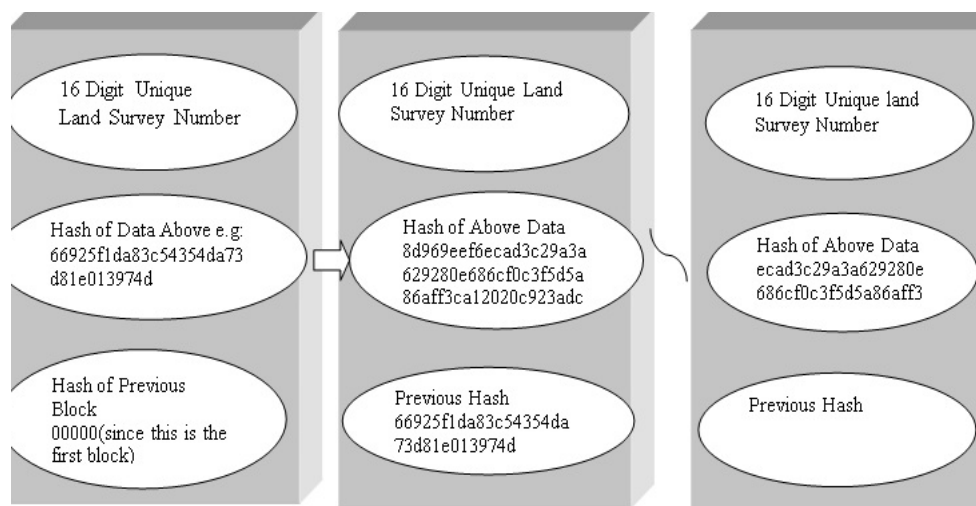 16 Digit Unique
Land Survey Number
Hash of Data Above e.g:
66925f1da83c54354da73
d81e013974d
Hash of Previous
Block
00000(since this is the
first block)
16 Digit Unique Land
Survey Number
Hash of Above Data
8d969eef6ecad3c29a3a
629280e686cf0c3f5d5a
86aff3ca12020c923adc
Previous Hash
66925f1da83c54354da
73d81e013974d
16 Digit Unique land
Survey Number
Hash of Above Data
ecad3c29a3a629280e
686cf0c3f5d5a86aff3
Previous Hash